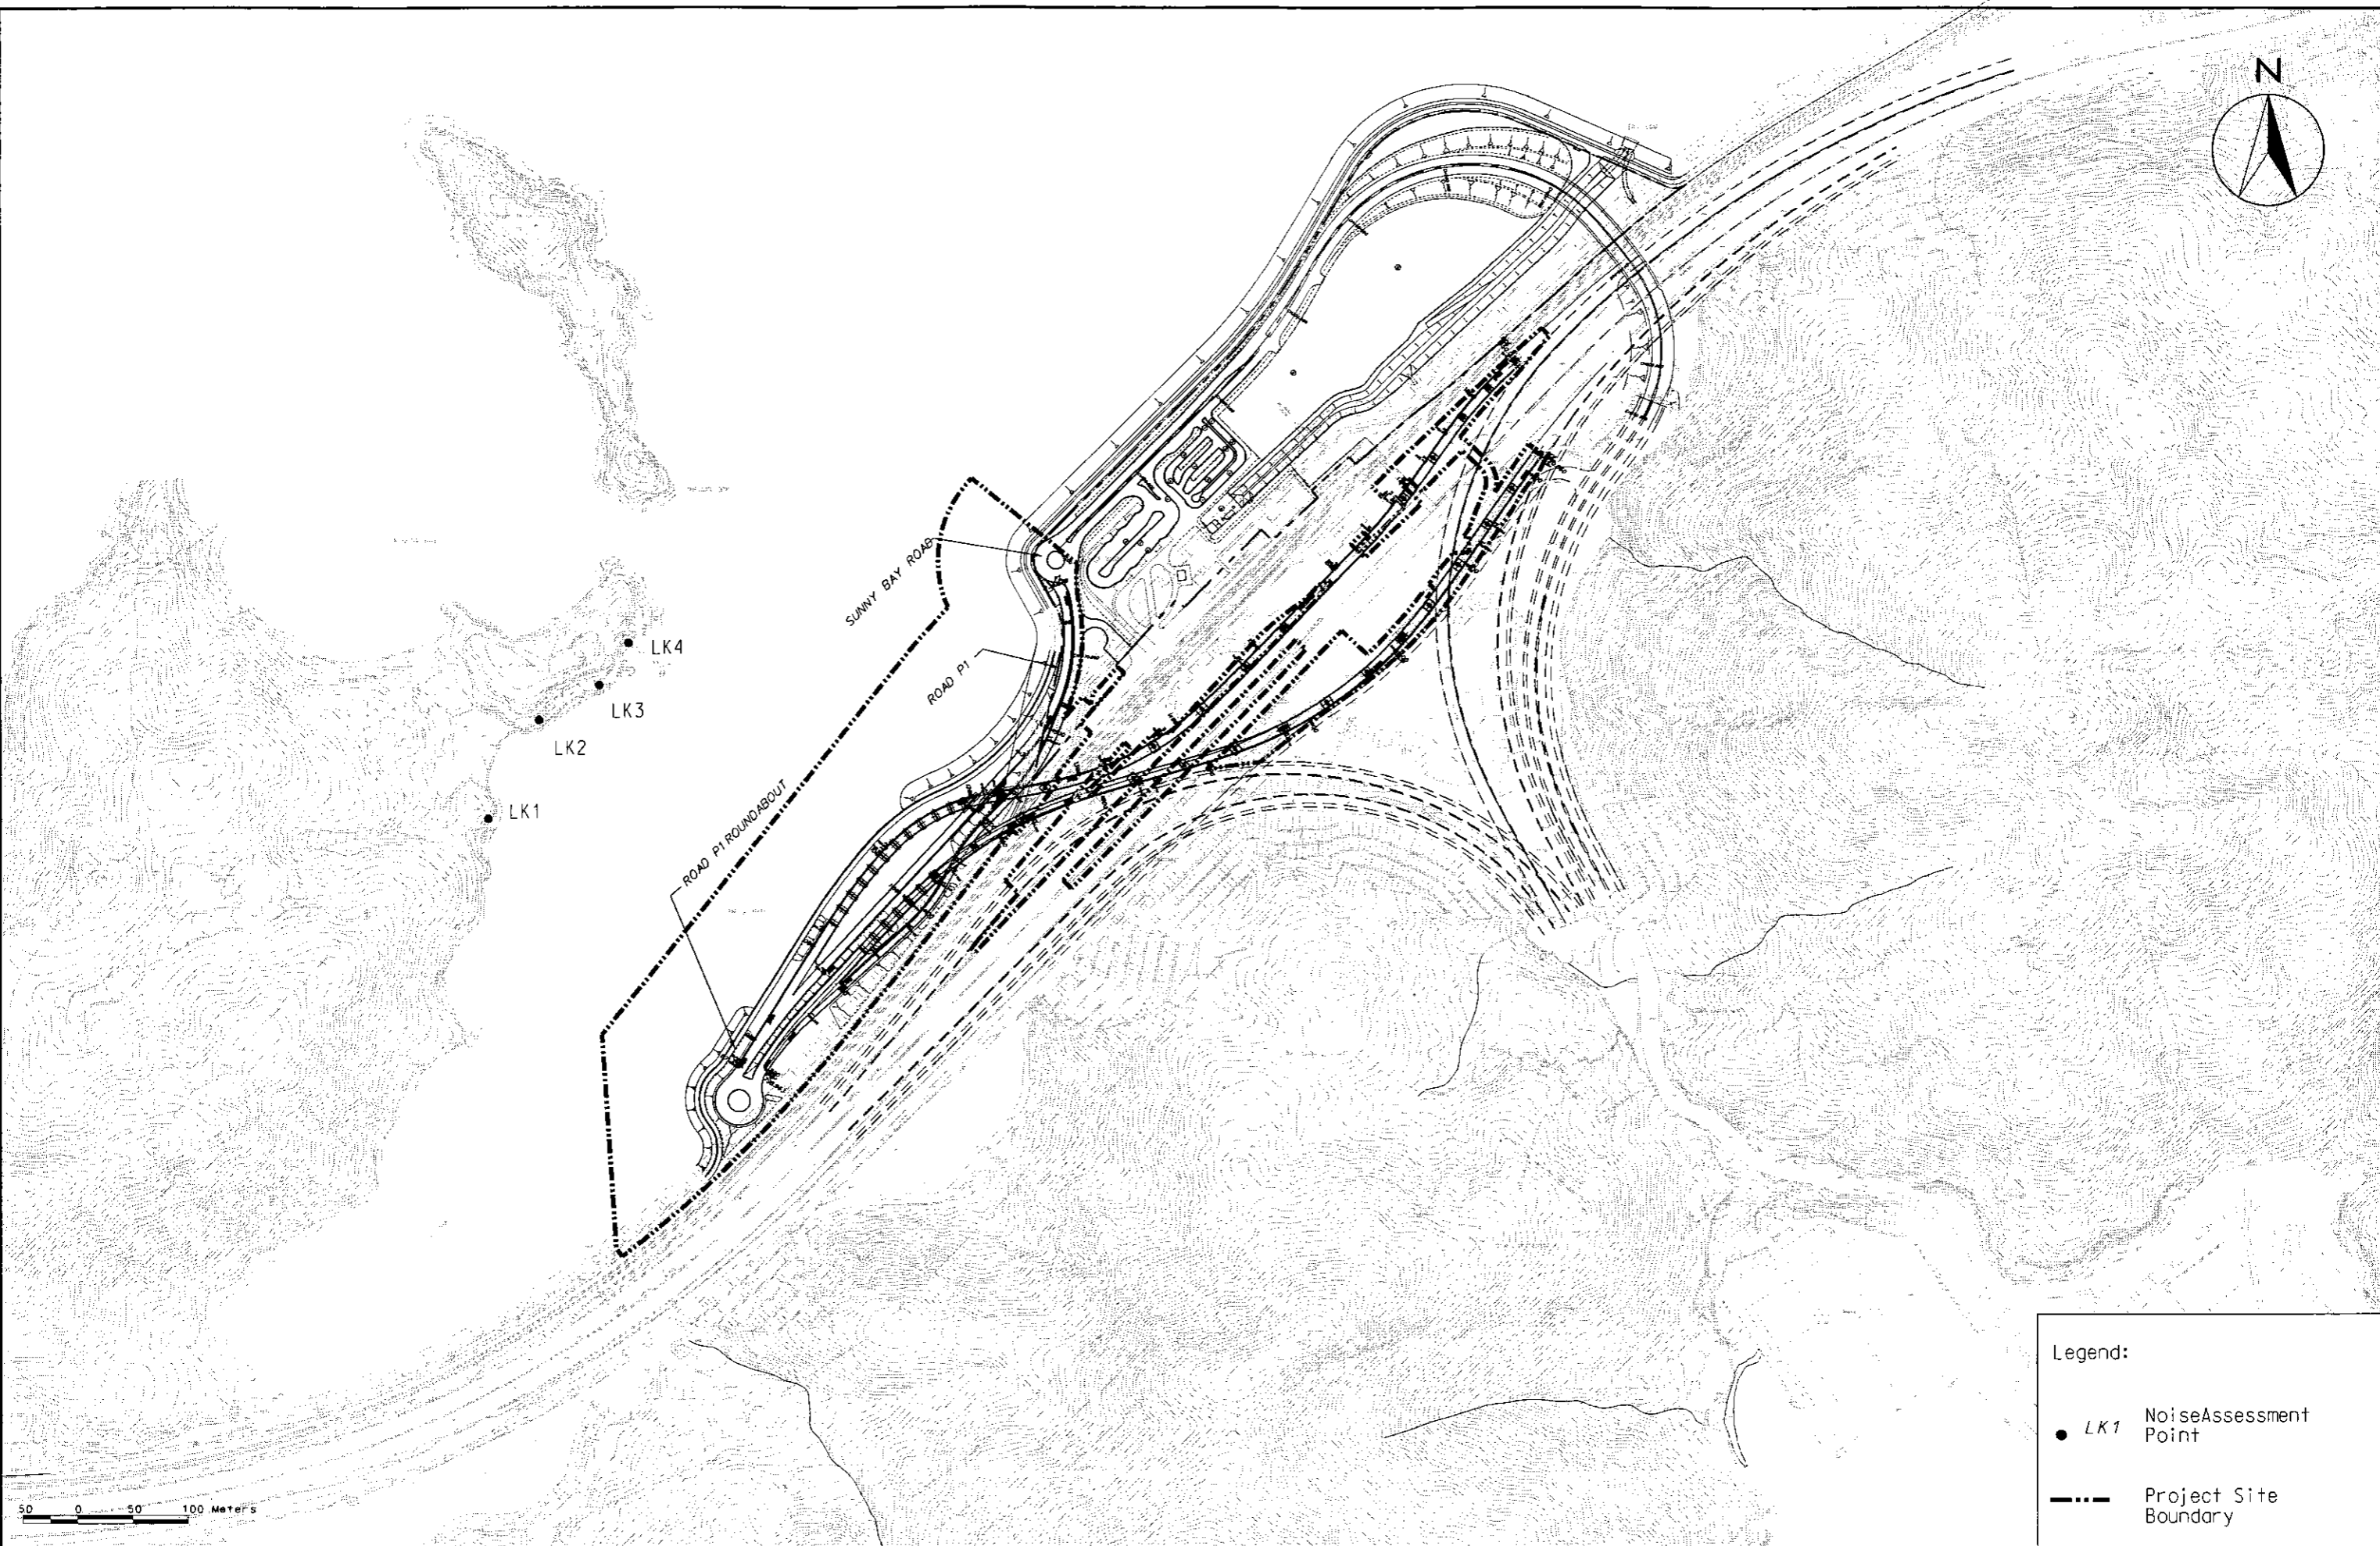 N
SUNNY BAY ROAD
ROAD P1
LK4
LK3
LK2
LK1
ROAD P1 ROUNDABOUT
Legend:
LK1 NoiseAssessment
Point
Project Site
Boundary
50 0 50 100 Meters